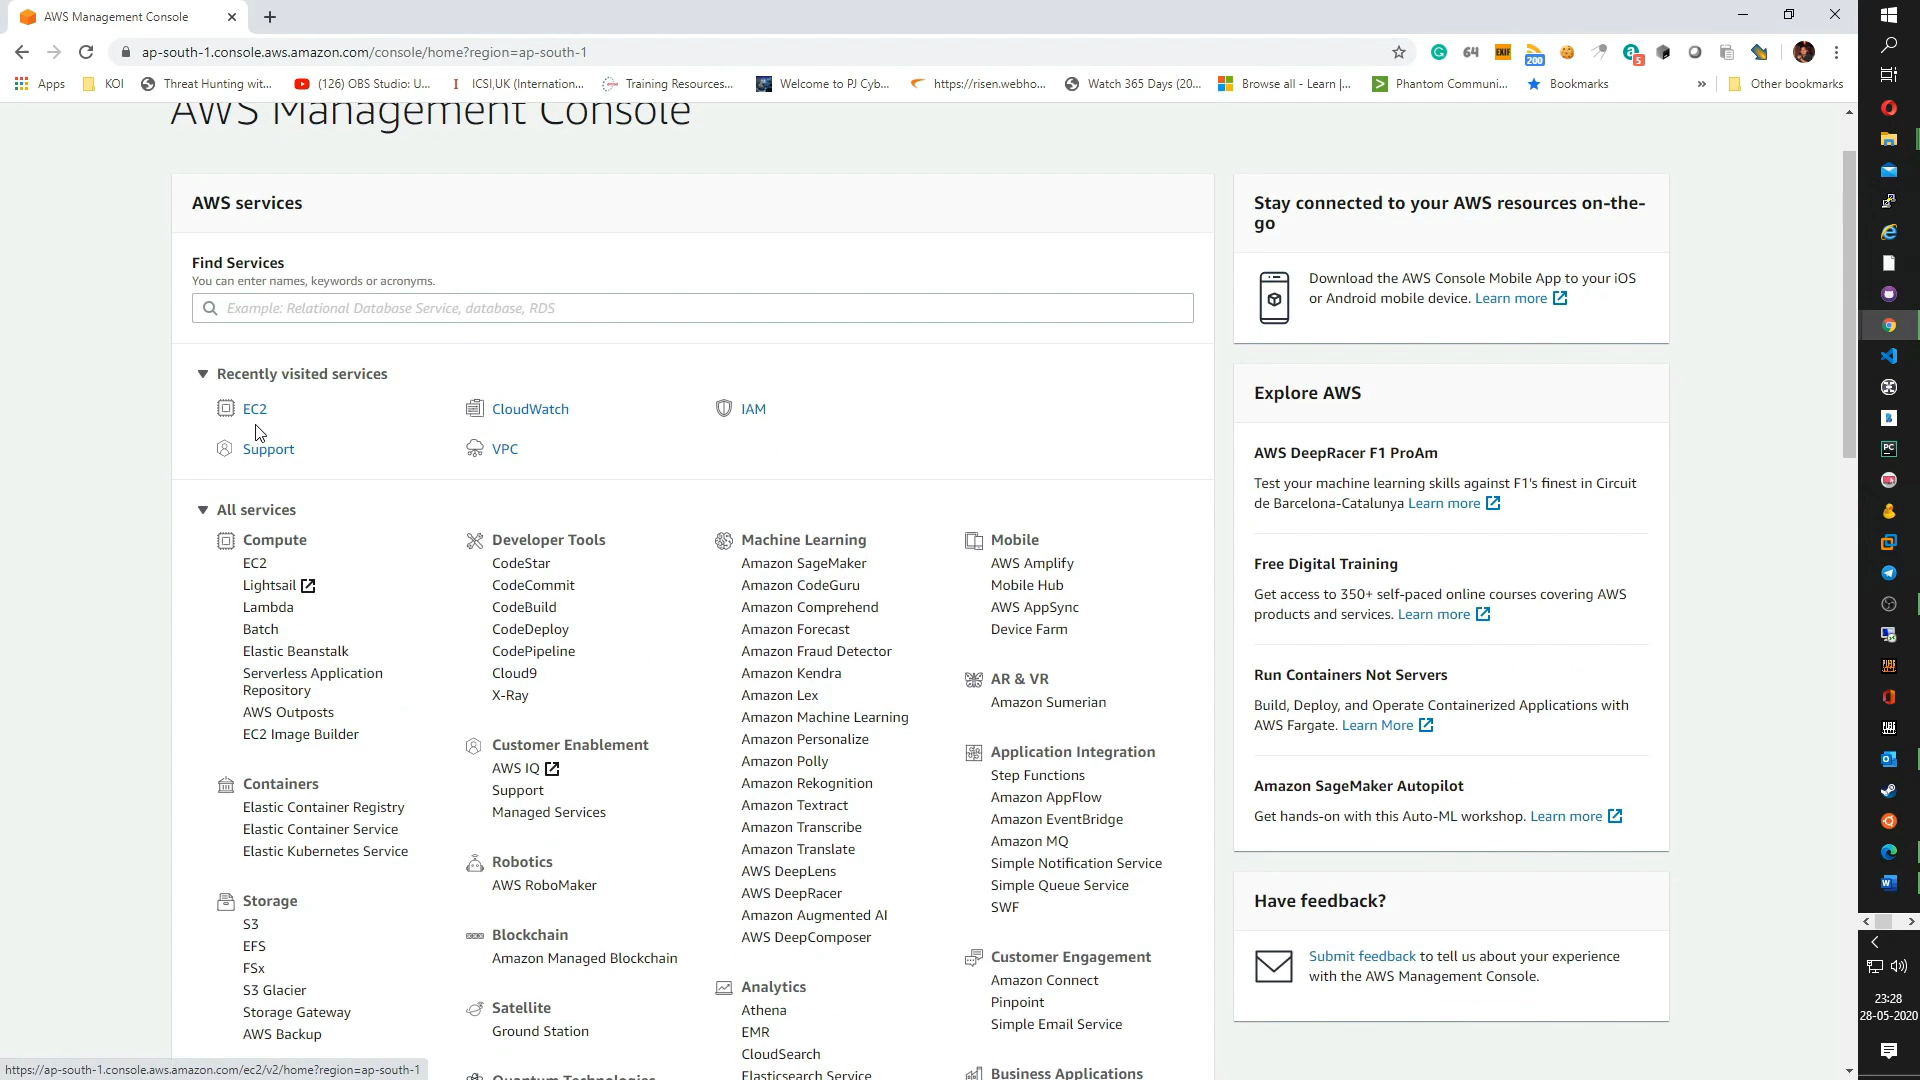 AWS Management Console
ap-south-1.console.aws.amazon.com/console/home?region=ap-south-1
64
EXIF
200
5
Apps
KOI
Threat Hunting wit...
(126) OBS Studio: U...
ICSI,UK (Internation...
Training Resources...
Welcome to PJ Cyb...
https://risen.webho...
Watch 365 Days (20...
Browse all - Learn |...
Phantom Communi...
Bookmarks
»
Other bookmarks
AWS Management Console
AWS services
Find Services
You can enter names, keywords or acronyms.
Example: Relational Database Service, database, RDS
Recently visited services
EC2
CloudWatch
IAM
Support
VPC
All services
Compute
EC2
Lightsail
Lambda
Batch
Elastic Beanstalk
Serverless Application
Repository
AWS Outposts
EC2 Image Builder
Containers
Elastic Container Registry
Elastic Container Service
Elastic Kubernetes Service
Storage
S3
EFS
FSx
S3 Glacier
Storage Gateway
AWS Backup
Developer Tools
CodeStar
CodeCommit
CodeBuild
CodeDeploy
CodePipeline
Cloud9
X-Ray
Customer Enablement
AWS IQ
Support
Managed Services
Robotics
AWS RoboMaker
Blockchain
Amazon Managed Blockchain
Satellite
Ground Station
Quantum Technologies
Machine Learning
Amazon SageMaker
Amazon CodeGuru
Amazon Comprehend
Amazon Forecast
Amazon Fraud Detector
Amazon Kendra
Amazon Lex
Amazon Machine Learning
Amazon Personalize
Amazon Polly
Amazon Rekognition
Amazon Textract
Amazon Transcribe
Amazon Translate
AWS DeepLens
AWS DeepRacer
Amazon Augmented AI
AWS DeepComposer
Analytics
Athena
EMR
CloudSearch
Elasticsearch Service
Mobile
AWS Amplify
Mobile Hub
AWS AppSync
Device Farm
AR & VR
Amazon Sumerian
Application Integration
Step Functions
Amazon AppFlow
Amazon EventBridge
Amazon MQ
Simple Notification Service
Simple Queue Service
SWF
Customer Engagement
Amazon Connect
Pinpoint
Simple Email Service
Business Applications
Stay connected to your AWS resources on-the-
go
Download the AWS Console Mobile App to your iOS
or Android mobile device. Learn more
Explore AWS
AWS DeepRacer F1 ProAm
Test your machine learning skills against F1's finest in Circuit
de Barcelona-Catalunya Learn more
Free Digital Training
Get access to 350+ self-paced online courses covering AWS
products and services. Learn more
Run Containers Not Servers
Build, Deploy, and Operate Containerized Applications with
AWS Fargate. Learn More
Amazon SageMaker Autopilot
Get hands-on with this Auto-ML workshop. Learn more
Have feedback?
Submit feedback to tell us about your experience
with the AWS Management Console.
https://ap-south-1.console.aws.amazon.com/ec2/v2/home?region=ap-south-1
23:28
28-05-2020